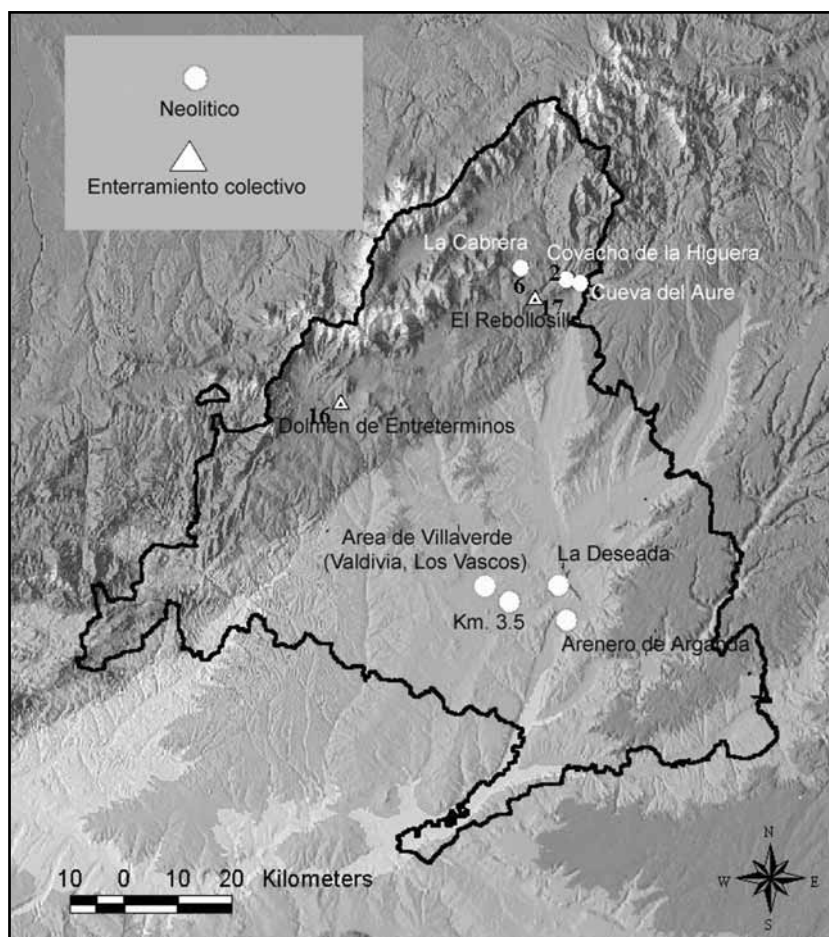 Neolitico
Enterramiento colectivo
La Cabrera
Covacho de la Higuera
6
2
Cueva del Aure
17
El Rebollosillo
16
Dolmen de Entreterminos
Area de Villaverde
(Valdivia, Los Vascos)
La Deseada
Km. 3.5
Arenero de Arganda
10 0 10 20 Kilometers
N
W
E
S